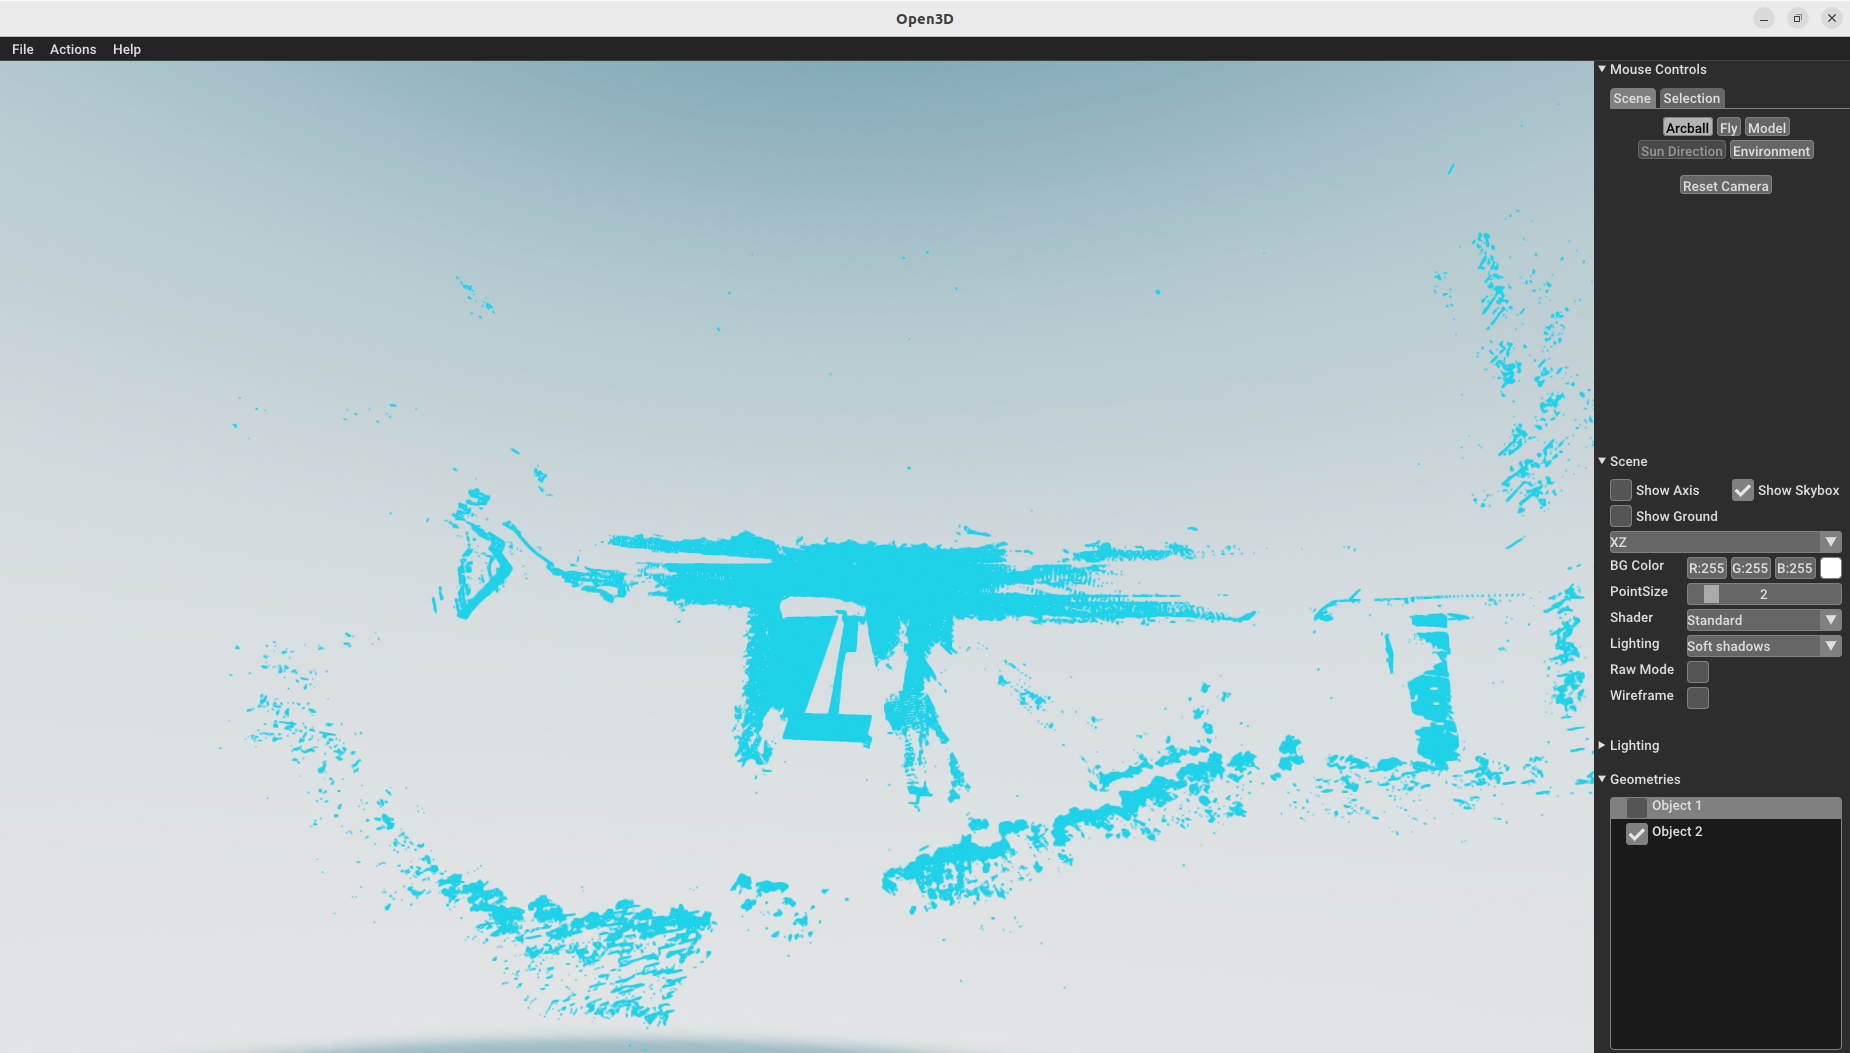 Open3D
File Actions Help
Mouse Controls
Scene Selection
Arcball Fly Model
Sun Direction Environment
Reset Camera
Scene
Show Axis Show Skybox
Show Ground
XZ
BG Color R:255 G:255 B:255
PointSize 2
Shader Standard
Lighting Soft shadows
Raw Mode
Wireframe
Lighting
Geometries
Object 1
Object 2